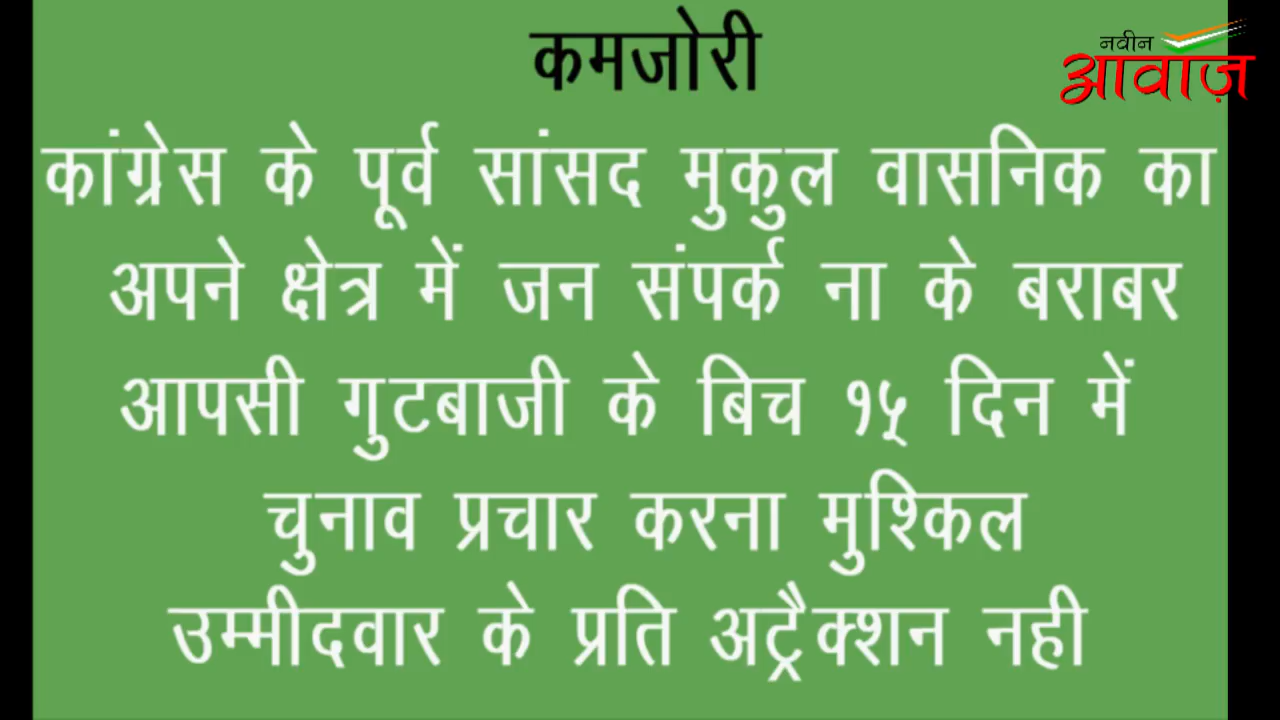 कमजोरी
नवीन
आवाज़
कांग्रेस के पूर्व सांसद मुकुल वासनिक का
अपने क्षेत्र में जन संपर्क ना के बराबर
आपसी गुटबाजी के बिच १५ दिन में
चुनाव प्रचार करना मुश्किल
उम्मीदवार के प्रति अट्रैक्शन नही